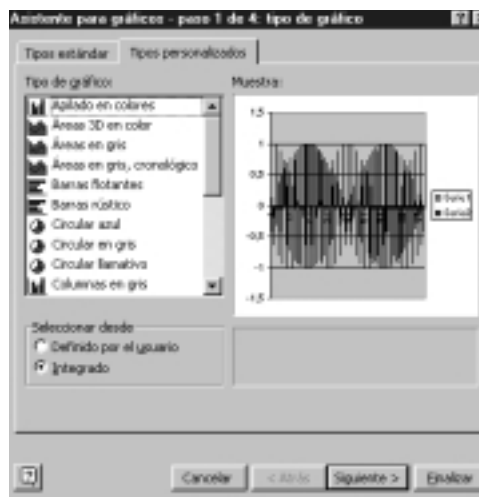 Asistente para gráficos - paso 1 de 4: tipo de gráfico
Tipos estándar
Tipos personalizados
Tipo de gráfico:
Apilado en colores
Áreas 3D en color
Áreas en gris
Áreas en gris, cronológico
Barras flotantes
Barras rústico
Circular azul
Circular en gris
Circular llamativo
Columnas en gris
Muestra:
1,5
1
0,5
0
-0,5
-1
-1,5
Serie1
Serie2
Seleccionar desde
Definido por el usuario
Integrado
Cancelar
< Atrás
Siguiente >
Finalizar